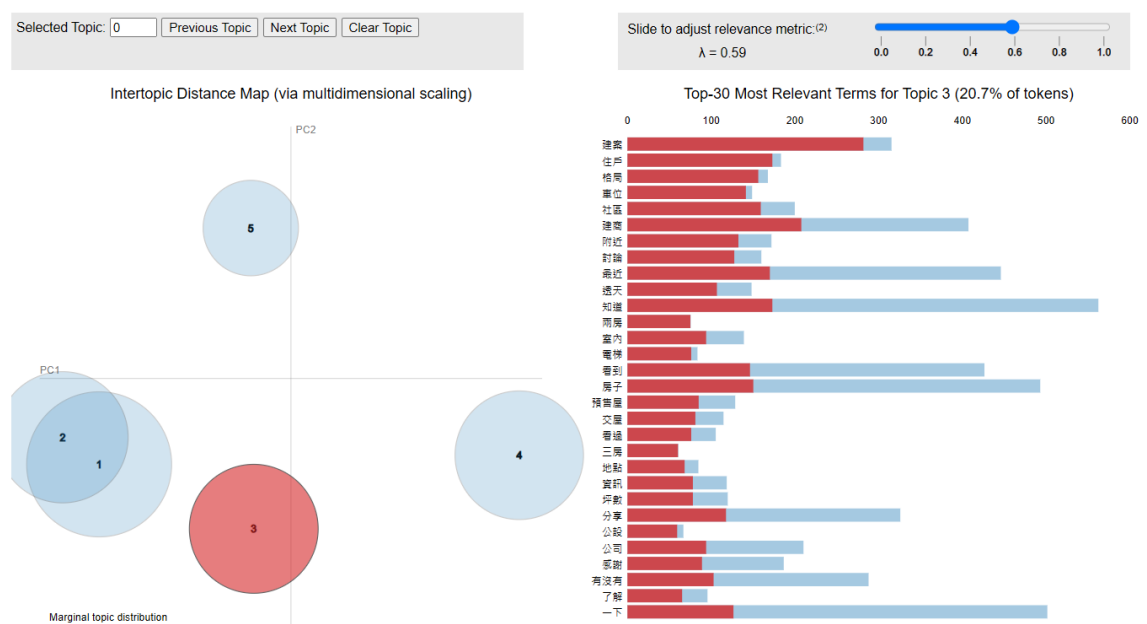 Selected Topic: 0 Previous Topic Next Topic Clear Topic
Slide to adjust relevance metric:(2)
λ = 0.59
0.0 0.2 0.4 0.6 0.8 1.0
Intertopic Distance Map (via multidimensional scaling)
PC2
5
PC1
2
1
4
3
Marginal topic distribution
Top-30 Most Relevant Terms for Topic 3 (20.7% of tokens)
0 100 200 300 400 500 600
建案
住戶
格局
車位
社區
建商
附近
討論
最近
透天
知道
兩房
室內
電梯
看到
房子
預售屋
交屋
看過
三房
地點
資訊
坪數
分享
公設
公司
感謝
有沒有
了解
一下